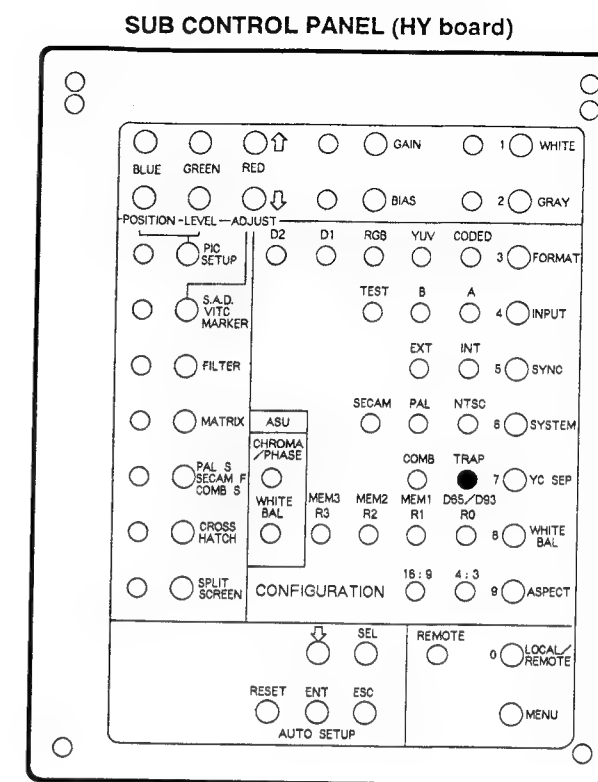 SUB CONTROL PANEL (HY board)
BLUE GREEN RED GAIN 1 WHITE
BIAS 2 GRAY
POSITION - LEVEL - ADJUST
D2 D1 RGB YUV CODED
PIC SETUP 3 FORMAT
TEST B A
S.A.D. VITC MARKER 4 INPUT
EXT INT
FILTER 5 SYNC
SECAM PAL NTSC
MATRIX ASU 6 SYSTEM
CHROMA /PHASE
COMB TRAP
PAL S SECAM F COMB S 7 YC SEP
WHITE BAL MEM3 MEM2 MEM1 D65/D93
R3 R2 R1 R0
CROSS HATCH 8 WHITE BAL
16:9 4:3
SPLIT SCREEN CONFIGURATION 9 ASPECT
SEL REMOTE
0 LOCAL/ REMOTE
RESET ENT ESC
MENU
AUTO SETUP